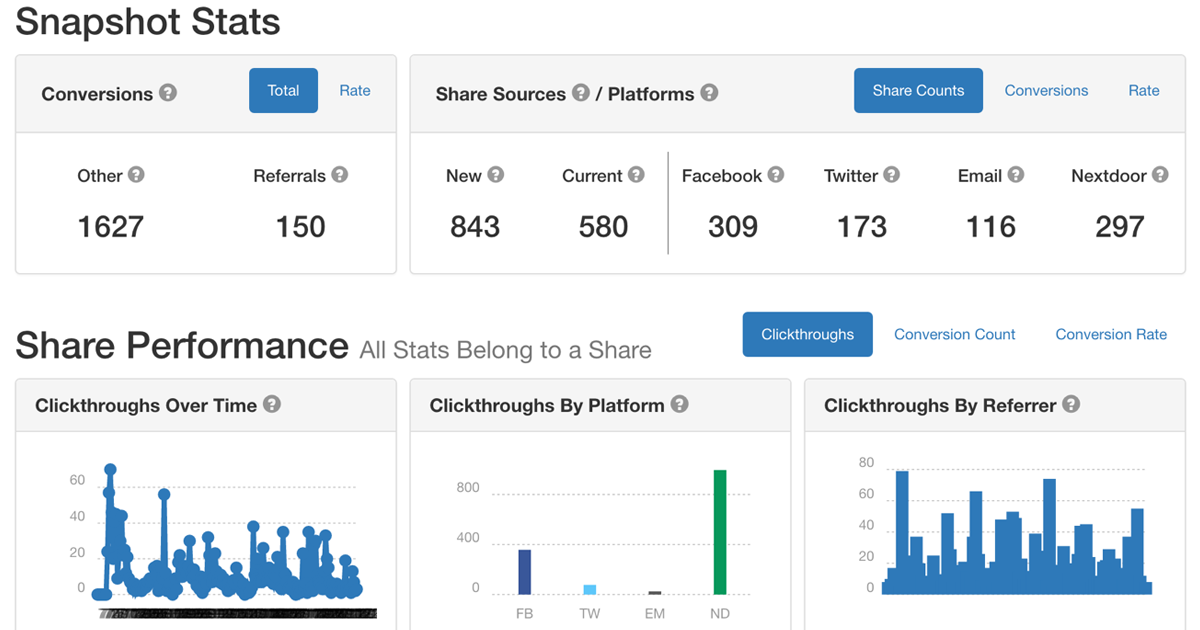 Snapshot Stats
Conversions ? Total Rate
Share Sources ? / Platforms ? Share Counts Conversions Rate
Other ? Referrals ?
1627 150
New ? Current ? Facebook ? Twitter ? Email ? Nextdoor ?
843 580 309 173 116 297
Share Performance All Stats Belong to a Share
Clickthroughs Conversion Count Conversion Rate
Clickthroughs Over Time ?
60
40
20
0
Clickthroughs By Platform ?
800
400
0
FB TW EM ND
Clickthroughs By Referrer ?
80
60
40
20
0